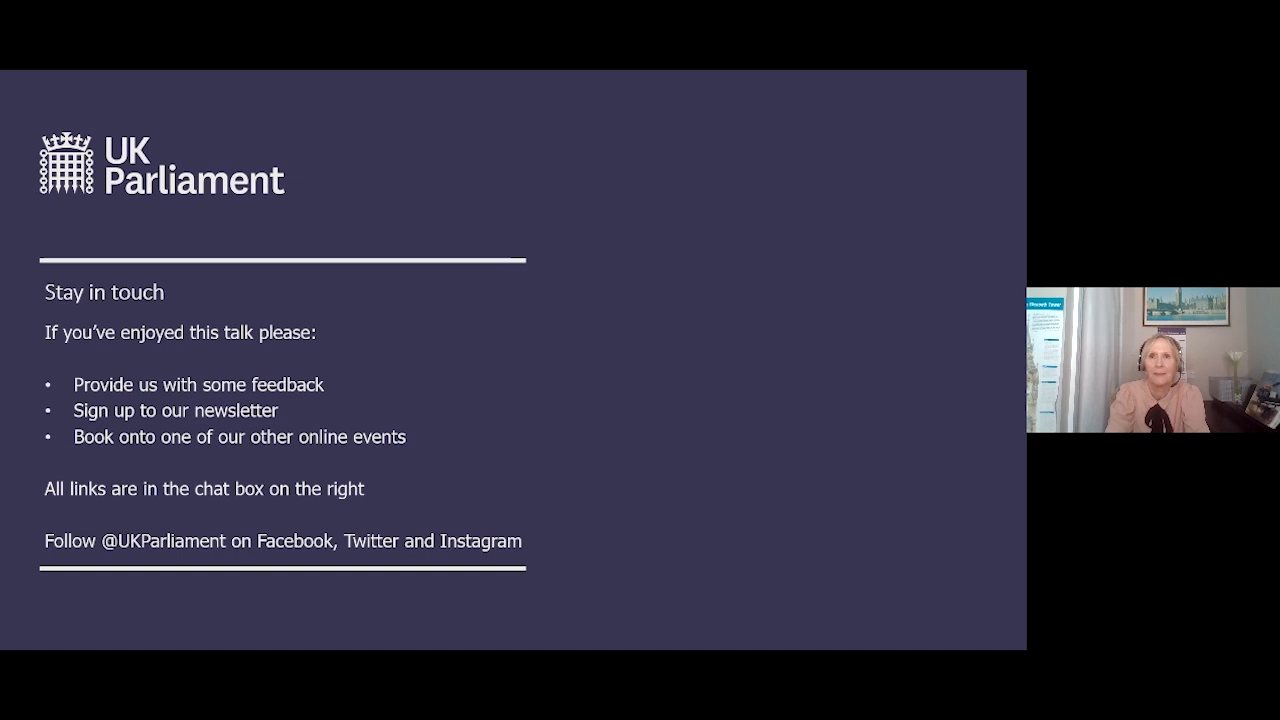 UK
Parliament
Stay in touch
If you’ve enjoyed this talk please:
• Provide us with some feedback
• Sign up to our newsletter
• Book onto one of our other online events
All links are in the chat box on the right
Follow @UKParliament on Facebook, Twitter and Instagram